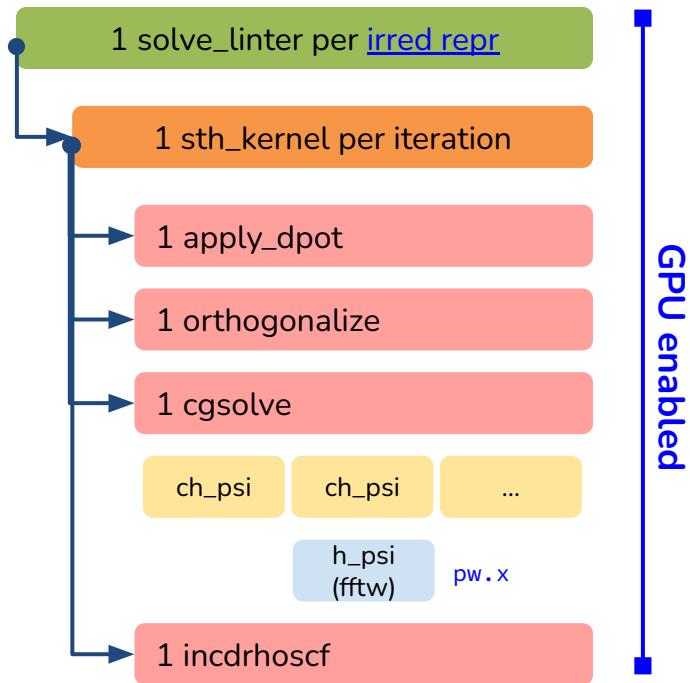 1 solve_linter per irred repr
1 sth_kernel per iteration
1 apply_dpot
1 orthogonalize
1 cgsolve
ch_psi
ch_psi
...
h_psi
(fftw)
pw.x
1 incdrhoscf
GPU enabled